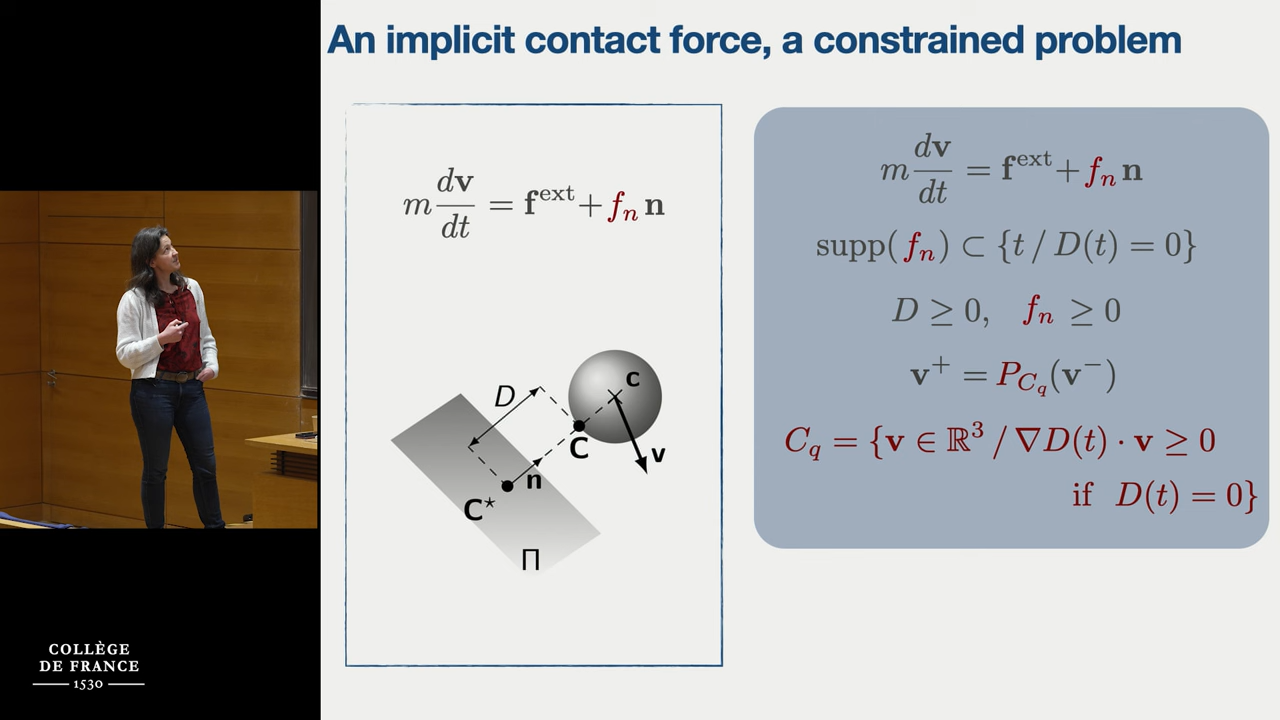 An implicit contact force, a constrained problem
m dv/dt = f^ext + f_n n
D
c
C
v
n
C*
Π
m dv/dt = f^ext + f_n n
supp(f_n) ⊂ {t / D(t) = 0}
D ≥ 0, f_n ≥ 0
v^+ = P_{C_q}(v^-)
C_q = {v ∈ ℝ^3 / ∇D(t) · v ≥ 0
if D(t) = 0}
COLLÈGE
DE FRANCE
1530